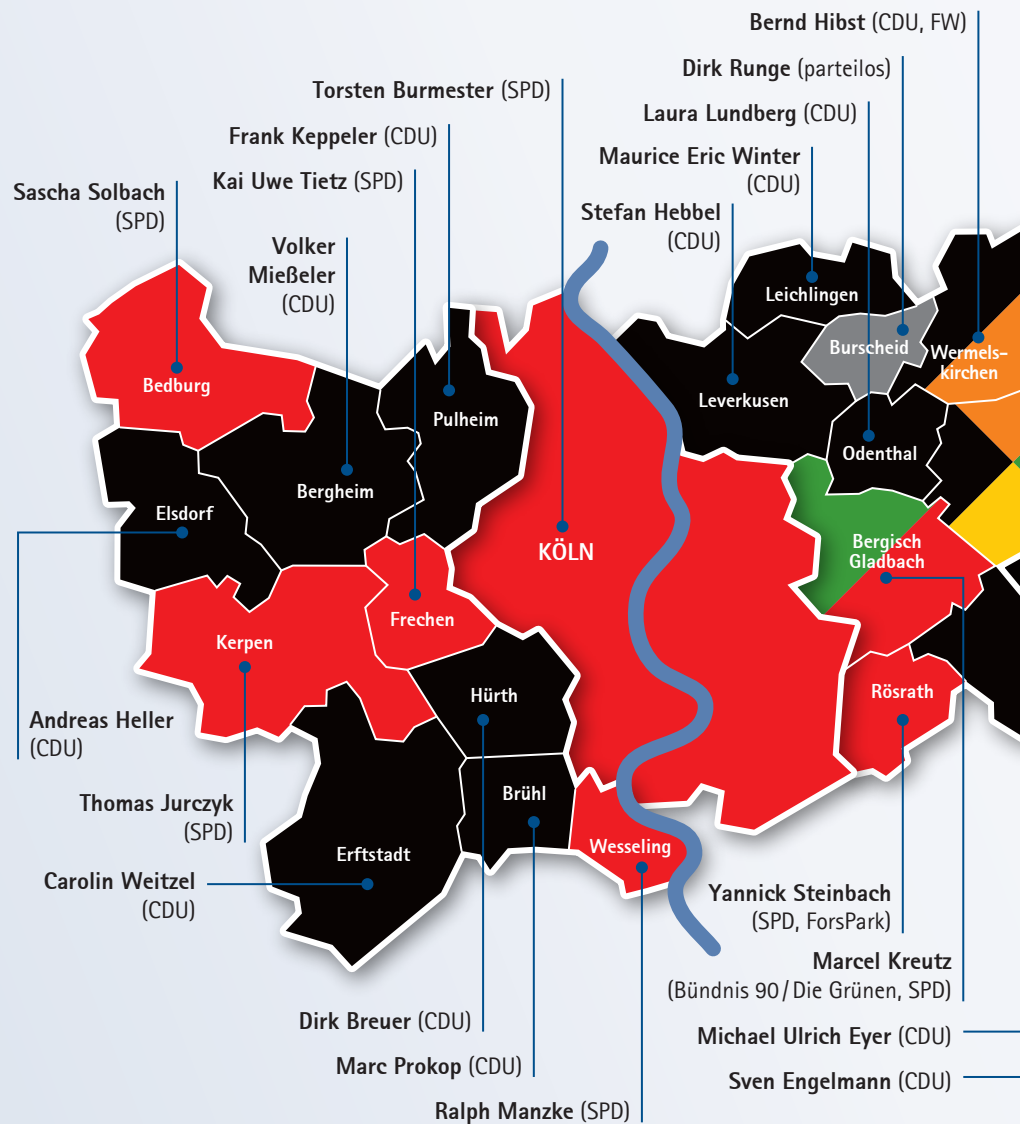 Bernd Hibst (CDU, FW)
Dirk Runge (parteilos)
Torsten Burmester (SPD)
Laura Lundberg (CDU)
Frank Keppeler (CDU)
Maurice Eric Winter
(CDU)
Kai Uwe Tietz (SPD)
Sascha Solbach
(SPD)
Stefan Hebbel
(CDU)
Volker
Mießeler
(CDU)
Leichlingen
Burscheid
Wermels-
kirchen
Bedburg
Leverkusen
Pulheim
Odenthal
Bergheim
Elsdorf
KÖLN
Bergisch
Gladbach
Frechen
Kerpen
Hürth
Rösrath
Andreas Heller
(CDU)
Brühl
Thomas Jurczyk
(SPD)
Erftstadt
Wesseling
Carolin Weitzel
(CDU)
Yannick Steinbach
(SPD, ForsPark)
Marcel Kreutz
(Bündnis 90/Die Grünen, SPD)
Dirk Breuer (CDU)
Michael Ulrich Eyer (CDU)
Marc Prokop (CDU)
Sven Engelmann (CDU)
Ralph Manzke (SPD)